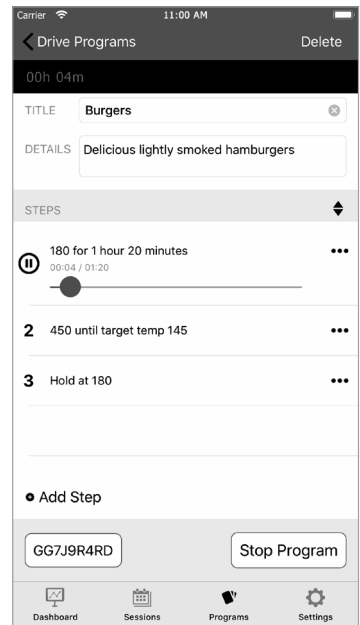 Carrier 11:00 AM
Drive Programs Delete
00h 04m
TITLE Burgers
DETAILS Delicious lightly smoked hamburgers
STEPS
180 for 1 hour 20 minutes
00:04 / 01:20
2 450 until target temp 145
3 Hold at 180
Add Step
GG7J9R4RD Stop Program
Dashboard Sessions Programs Settings